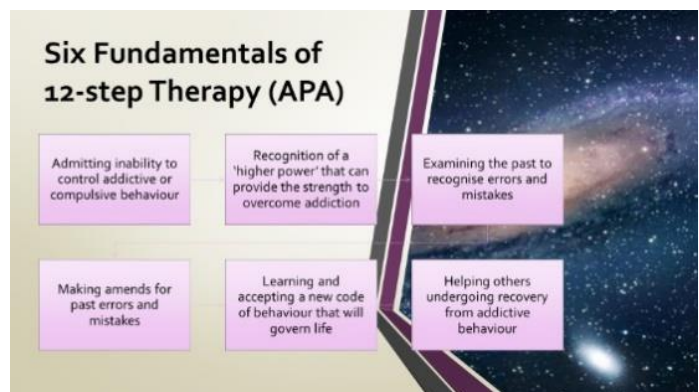 Six Fundamentals of
12-step Therapy (APA)
Admitting inability to
control addictive or
compulsive behaviour
Recognition of a
'higher power' that can
provide the strength to
overcome addiction
Examining the past to
recognise errors and
mistakes
Making amends for
past errors and
mistakes
Learning and
accepting a new code
of behaviour that will
govern life
Helping others
undergoing recovery
from addictive
behaviour